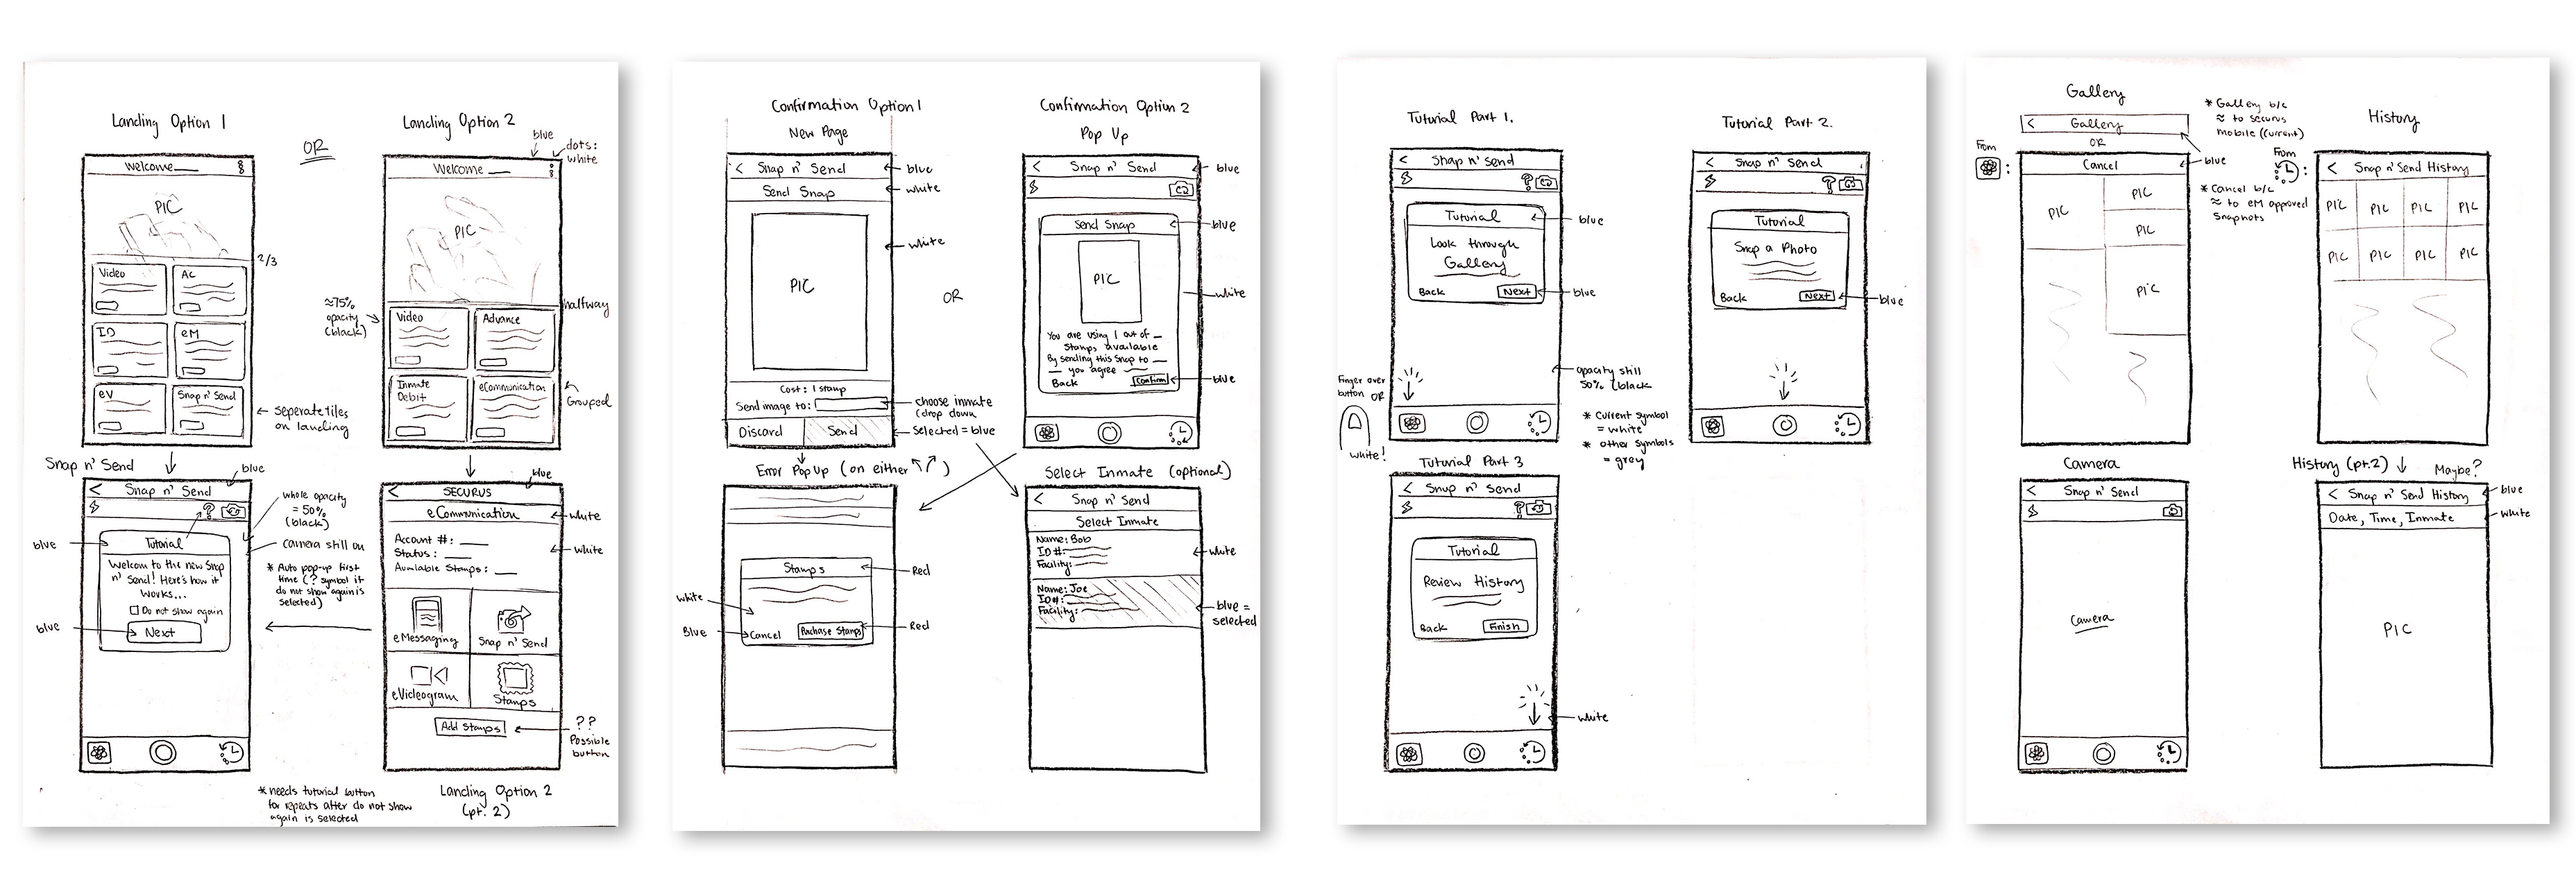 Landing Option 1
OR
Landing Option 2
blue
dots:
white
Welcome
PIC
2/3
Video
AC
ID
eM
eV
Snap n' Send
← seperate tiles
on landing
Welcome
PIC
halfway
≈75%
opacity
(black)
Video
Advance
Inmate
Debit
eCommunication
Grouped
Snap n' Send
blue
< Snap n' Send
?
whole opacity
= 50%
(black)
camera still on
* Auto pop-up first
time (? symbol if
do not show again is
selected)
blue
Tutorial
Welcom to the new Snap
n' Send! Here's how it
works...
Do not show again
blue
Next
blue
< SECURUS
eCommunication
white
Account #:
Status:
Available Stamps:
white
eMessaging
Snap n' Send
eVideogram
Stamps
Add Stamps
??
Possible
button
* needs tutorial button
for repeats after do not show
again is selected
Landing Option 2
(pt. 2)
Confirmation Option 1
New Page
< Snap n' Send
blue
Send Snap
white
white
PIC
OR
Cost: 1 stamp
Send image to:
choose inmate
(drop down
Discard
Send
Selected = blue
Confirmation Option 2
Pop Up
< Snap n' Send
blue
Send Snap
blue
PIC
white
You are using 1 out of
Stamps available
By sending this Snap to
you agree
Back
Confirm
blue
Error Pop Up (on either)
Stamps
Red
white
Blue
Cancel
Purchase Stamps
Red
Select Inmate (optional)
< Snap n' Send
Select Inmate
Name: Bob
ID #:
Facility:
white
Name: Joe
ID#:
Facility:
blue =
selected
Tutorial Part 1.
< Snap n' Send
?
Tutorial
blue
Look through
Gallery
Back
Next
blue
Finger over
button OR
white!
opacity still
50% (black
* Current symbol
= white
* other symbols
= grey
Tutorial Part 2.
< Snap n' Send
?
Tutorial
Snap a Photo
Back
Next
blue
Tutorial Part 3
< Snap n' Send
?
Tutorial
Review History
Back
Finish
white
Gallery
< Gallery
OR
* Gallery b/c
≈ to securus
mobile (current)
From
:
Cancel
blue
* Cancel b/c
≈ to eM approved
Snapshots
PIC
PIC
PIC
PIC
History
From
:
< Snap n' Send History
PIC PIC PIC PIC
PIC PIC PIC PIC
Camera
< Snap n' Send
Camera
History (pt.2) ↓ Maybe?
< Snap n' Send History
blue
Date, Time, Inmate
white
PIC